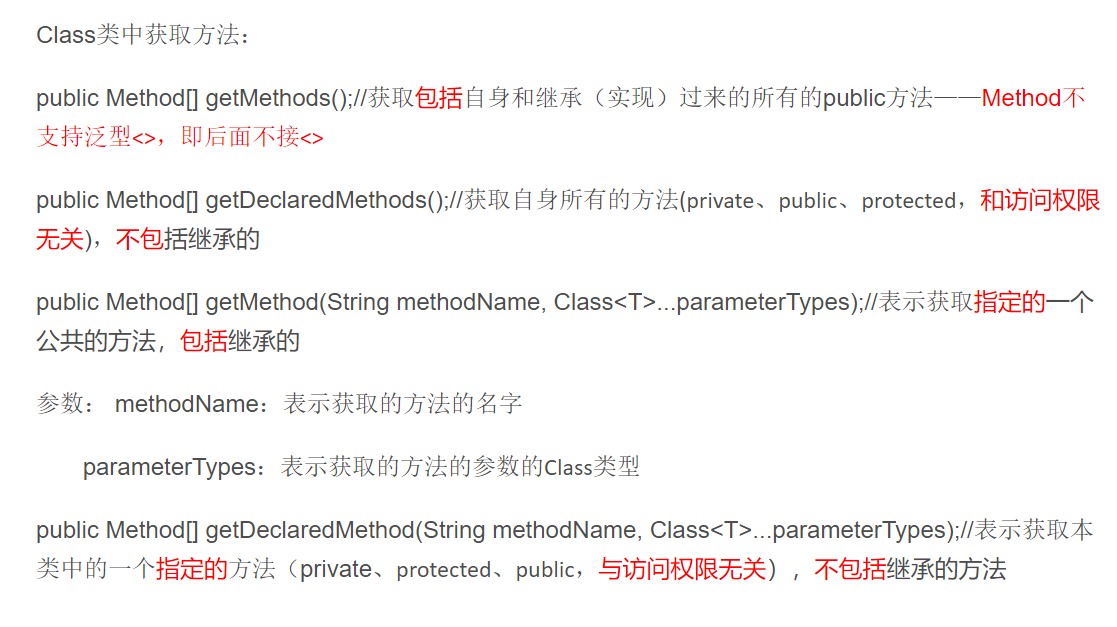 Class类中获取方法：
public Method[] getMethods();//获取包括自身和继承（实现）过来的所有的public方法——Method不
支持泛型<>，即后面不接<>
public Method[] getDeclaredMethods();//获取自身所有的方法(private、public、protected，和访问权限
无关)，不包括继承的
public Method[] getMethod(String methodName, Class<T>...parameterTypes);//表示获取指定的一个
公共的方法，包括继承的
参数： methodName：表示获取的方法的名字
parameterTypes：表示获取的方法的参数的Class类型
public Method[] getDeclaredMethod(String methodName, Class<T>...parameterTypes);//表示获取本
类中的一个指定的方法（private、protected、public，与访问权限无关），不包括继承的方法